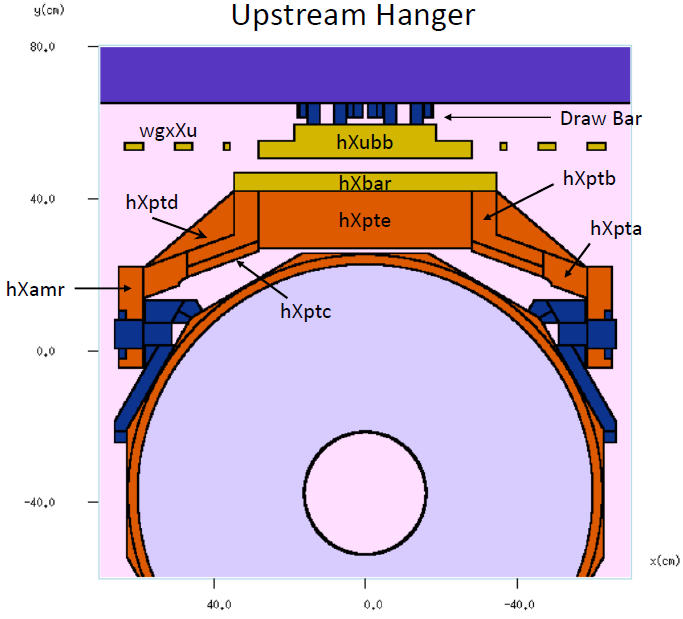 Upstream Hanger
y(cm)
80.0
Draw Bar
wgxXu
hXubb
hXbar
hXptb
40.0
hXptd
hXpte
hXpta
hXamr
hXptc
0.0
-40.0
x(cm)
40.0 0.0 -40.0